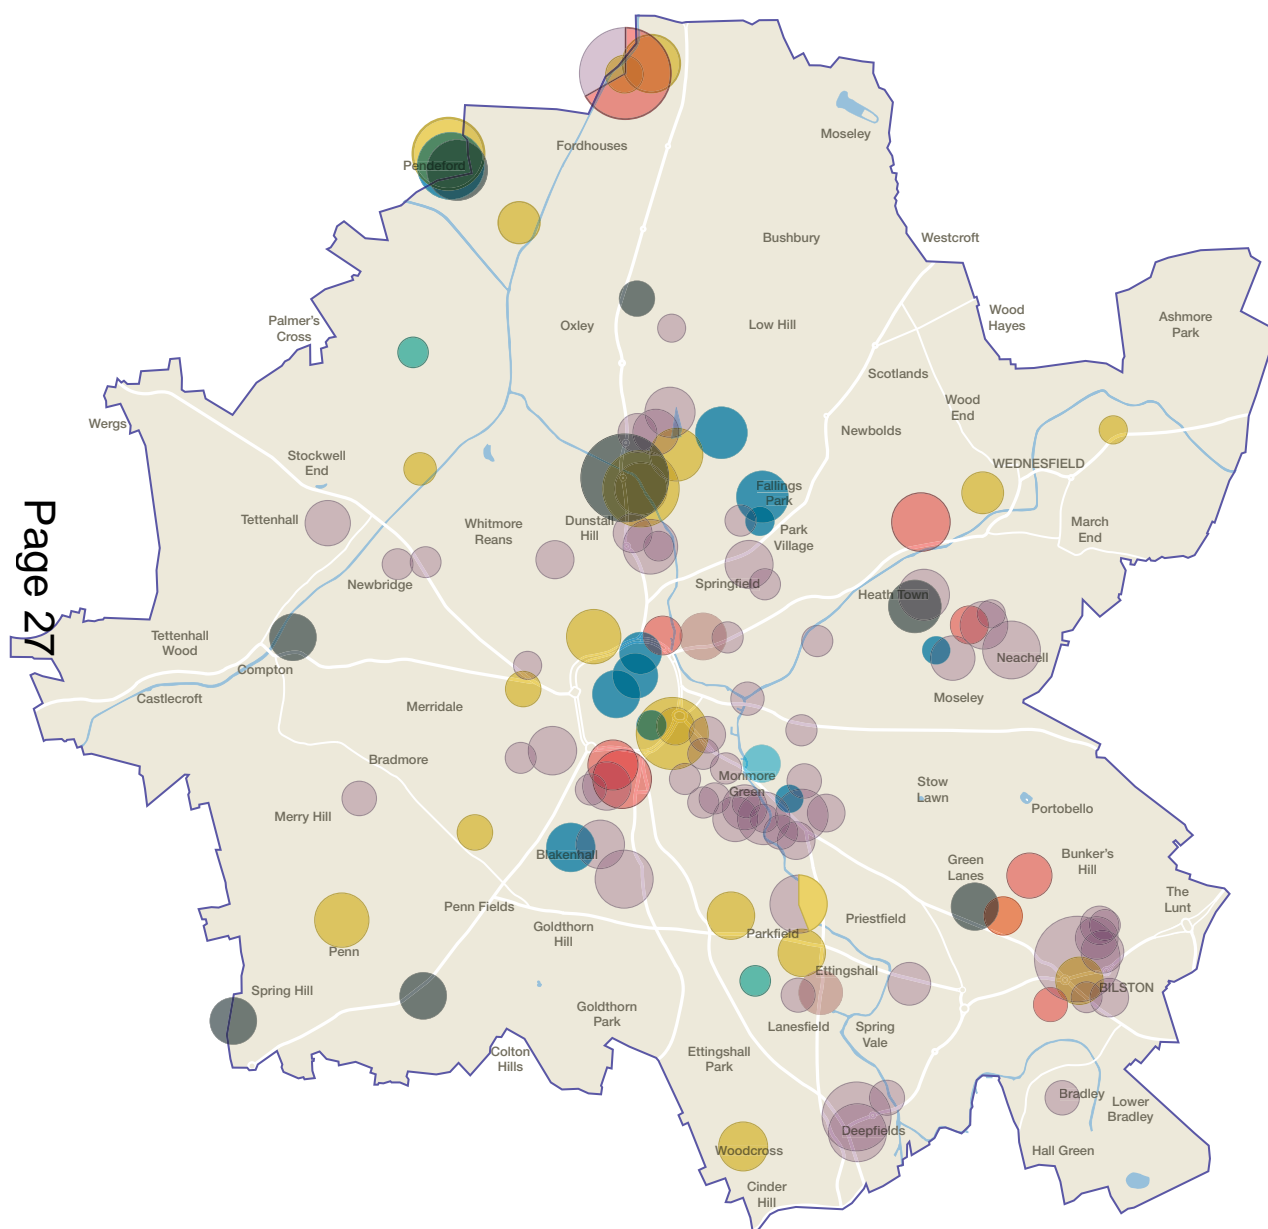 Moseley
Fordhouses
Pendeford
Bushbury
Westcroft
Wood
Hayes
Ashmore
Park
Palmer's
Cross
Oxley
Low Hill
Scotlands
Wood
End
Wergs
Newbolds
Stockwell
End
WEDNESFIELD
Fallings
Park
Tettenhall
Whitmore
Reans
Dunstall
Hill
Park
Village
March
End
Page 27
Newbridge
Springfield
Heath Town
Tettenhall
Wood
Compton
Neachell
Castlecroft
Merridale
Moseley
Bradmore
Monmore
Green
Stow
Lawn
Portobello
Merry Hill
Blakenhall
Green
Lanes
Bunker's
Hill
The
Lunt
Penn Fields
Goldthorn
Hill
Parkfield
Priestfield
Penn
Ettingshall
BILSTON
Spring Hill
Goldthorn
Park
Lanesfield
Spring
Vale
Colton
Hills
Ettingshall
Park
Bradley
Lower
Bradley
Deepfields
Woodcross
Hall Green
Cinder
Hill